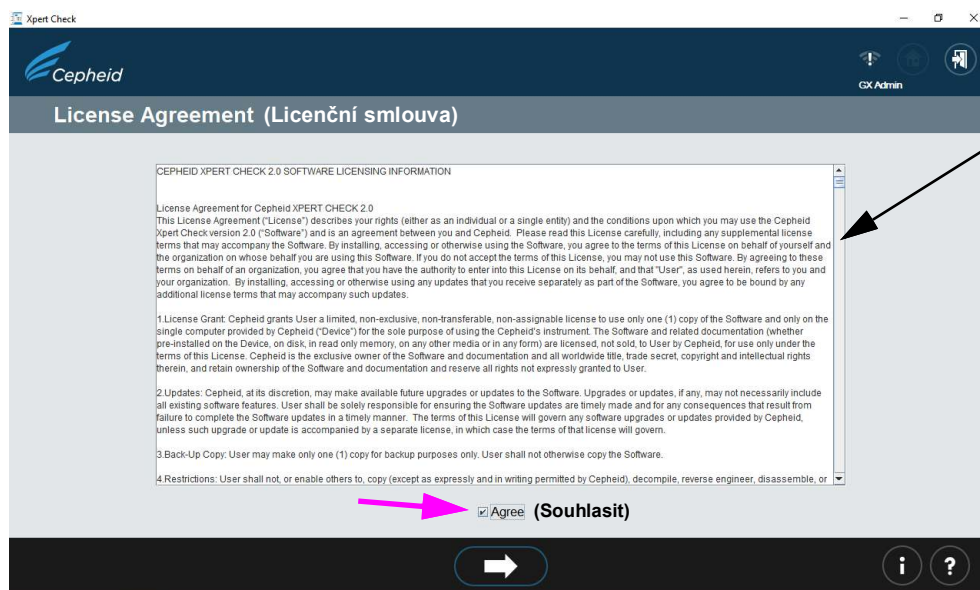 Xpert Check
Cepheid
GX Admin
License Agreement (Licenční smlouva)
CEPHEID XPERT CHECK 2.0 SOFTWARE LICENSING INFORMATION
License Agreement for Cepheid XPERT CHECK 2.0
This License Agreement ("License") describes your rights (either as an individual or a single entity) and the conditions upon which you may use the Cepheid
Xpert Check version 2.0 ("Software") and is an agreement between you and Cepheid. Please read this License carefully, including any supplemental license
terms that may accompany the Software. By installing, accessing or otherwise using the Software, you agree to the terms of this License on behalf of yourself and
the organization on whose behalf you are using this Software. If you do not accept the terms of this License, you may not use this Software. By agreeing to these
terms on behalf of an organization, you agree that you have the authority to enter into this License on its behalf, and that "User", as used herein, refers to you and
your organization. By installing, accessing or otherwise using any updates that you receive separately as part of the Software, you agree to be bound by any
additional license terms that may accompany such updates.
1.License Grant: Cepheid grants User a limited, non-exclusive, non-transferable, non-assignable license to use only one (1) copy of the Software and only on the
single computer provided by Cepheid ("Device") for the sole purpose of using the Cepheid's instrument. The Software and related documentation (whether
pre-installed on the Device, on disk, in read only memory, on any other media or in any form) are licensed, not sold, to User by Cepheid, for use only under the
terms of this License. Cepheid is the exclusive owner of the Software and documentation and all worldwide title, trade secret, copyright and intellectual rights
therein, and retain ownership of the Software and documentation and reserve all rights not expressly granted to User.
2.Updates: Cepheid, at its discretion, may make available future upgrades or updates to the Software. Upgrades or updates, if any, may not necessarily include
all existing software features. User shall be solely responsible for ensuring the Software updates are timely made and for any consequences that result from
failure to complete the Software updates in a timely manner. The terms of this License will govern any software upgrades or updates provided by Cepheid,
unless such upgrade or update is accompanied by a separate license, in which case the terms of that license will govern.
3.Back-Up Copy: User may make only one (1) copy for backup purposes only. User shall not otherwise copy the Software.
4.Restrictions: User shall not, or enable others to, copy (except as expressly and in writing permitted by Cepheid), decompile, reverse engineer, disassemble, or
Agree (Souhlasit)
i ?